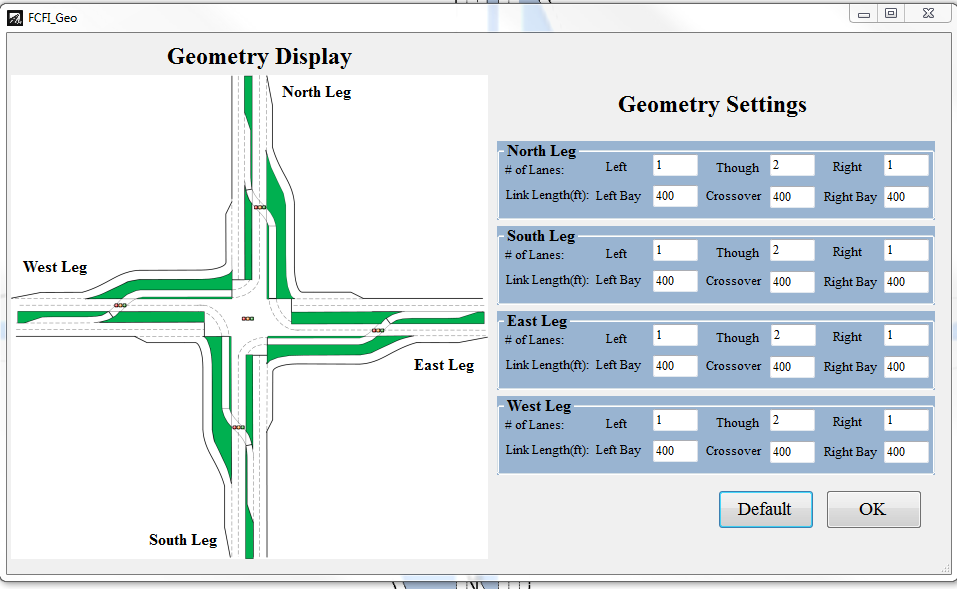 FCFI_Geo
Geometry Display
North Leg
West Leg
East Leg
South Leg
Geometry Settings
North Leg
# of Lanes: Left 1 Though 2 Right 1
Link Length(ft): Left Bay 400 Crossover 400 Right Bay 400
South Leg
# of Lanes: Left 1 Though 2 Right 1
Link Length(ft): Left Bay 400 Crossover 400 Right Bay 400
East Leg
# of Lanes: Left 1 Though 2 Right 1
Link Length(ft): Left Bay 400 Crossover 400 Right Bay 400
West Leg
# of Lanes: Left 1 Though 2 Right 1
Link Length(ft): Left Bay 400 Crossover 400 Right Bay 400
Default OK